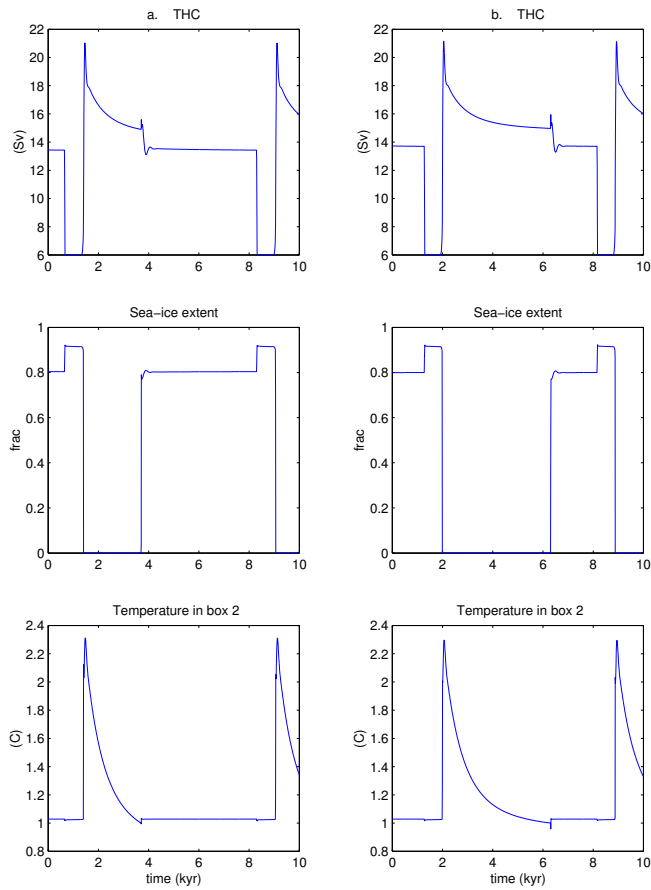 a. THC
22
20
18
16
14
12
10
8
6
(Sv)
0 2 4 6 8 10
b. THC
22
20
18
16
14
12
10
8
6
(Sv)
0 2 4 6 8 10
Sea-ice extent
1
0.8
0.6
0.4
0.2
0
frac
0 2 4 6 8 10
Sea-ice extent
1
0.8
0.6
0.4
0.2
0
frac
0 2 4 6 8 10
Temperature in box 2
2.4
2.2
2
1.8
1.6
1.4
1.2
1
0.8
(C)
0 2 4 6 8 10
time (kyr)
Temperature in box 2
2.4
2.2
2
1.8
1.6
1.4
1.2
1
0.8
(C)
0 2 4 6 8 10
time (kyr)